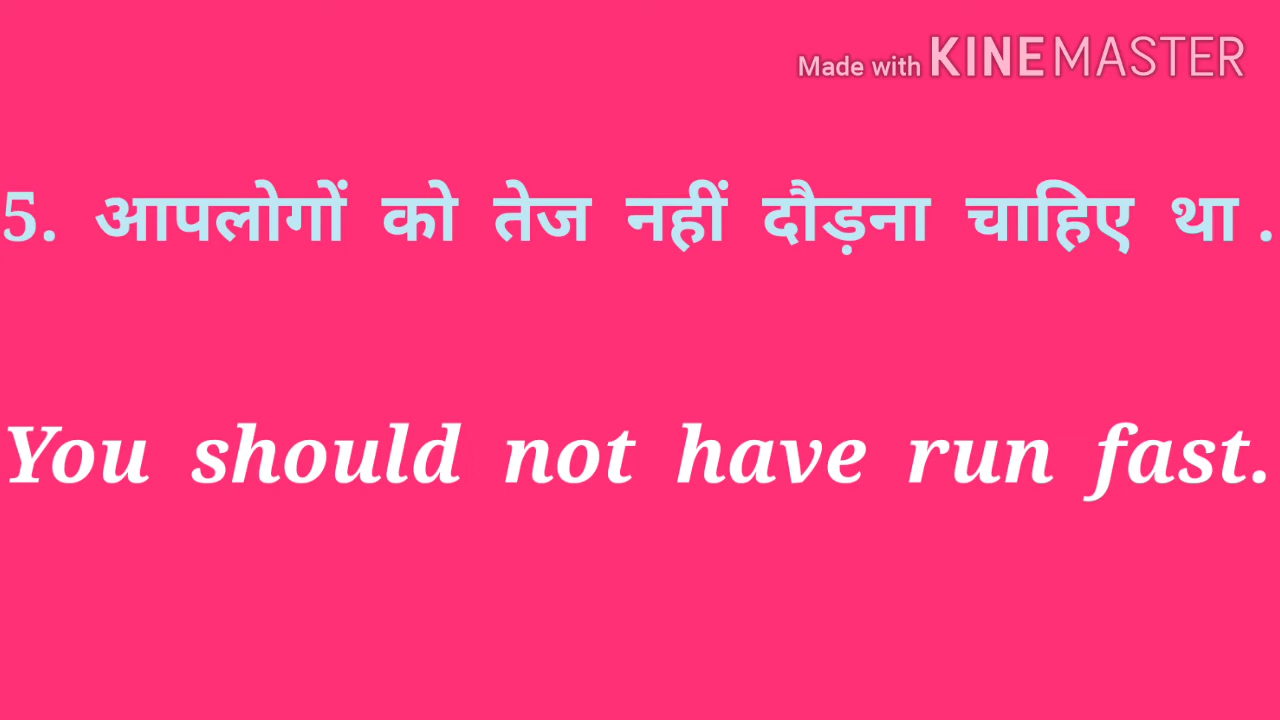 Made with KINEMASTER
5. आपलोगों को तेज नहीं दौड़ना चाहिए था .
You should not have run fast.